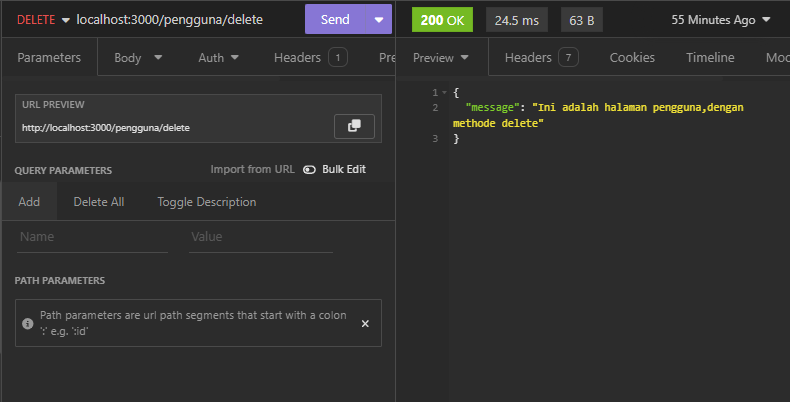 DELETE localhost:3000/pengguna/delete Send 200 OK 24.5 ms 63 B 55 Minutes Ago
Parameters Body Auth Headers 1 Pre Preview Headers 7 Cookies Timeline Moc
URL PREVIEW
http://localhost:3000/pengguna/delete
QUERY PARAMETERS Import from URL Bulk Edit
Add Delete All Toggle Description
Name Value
PATH PARAMETERS
Path parameters are url path segments that start with a colon
':' e.g. ':id'
1 {
2 "message": "Ini adalah halaman pengguna,dengan
methode delete"
3 }